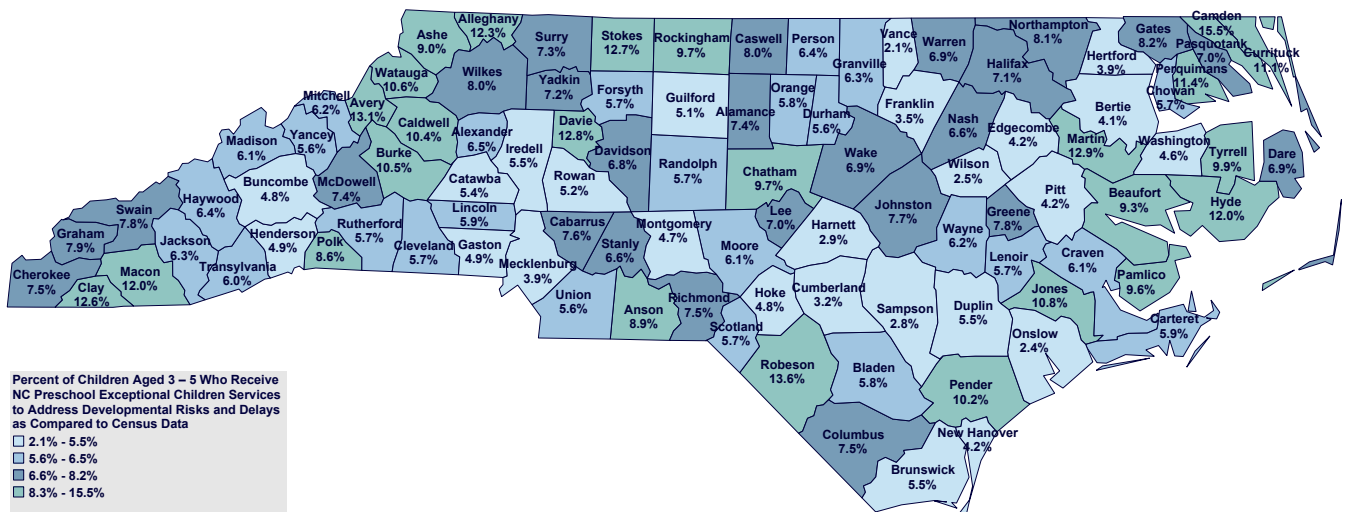 Ashe
9.0%
Alleghany
12.3%
Surry
7.3%
Stokes
12.7%
Rockingham
9.7%
Caswell
8.0%
Person
6.4%
Granville
6.3%
Vance
2.1%
Warren
6.9%
Northampton
8.1%
Halifax
7.1%
Hertford
3.9%
Gates
8.2%
Camden
15.5%
Pasquotank
7.0%
Currituck
11.1%
Perquimans
11.4%
Chowan
5.7%
Watauga
10.6%
Wilkes
8.0%
Yadkin
7.2%
Forsyth
5.7%
Guilford
5.1%
Alamance
7.4%
Orange
5.8%
Durham
5.6%
Franklin
3.5%
Nash
6.6%
Edgecombe
4.2%
Bertie
4.1%
Martin
12.9%
Washington
4.6%
Tyrrell
9.9%
Dare
6.9%
Mitchell
6.2%
Avery
13.1%
Caldwell
10.4%
Alexander
6.5%
Iredell
5.5%
Davie
12.8%
Davidson
6.8%
Randolph
5.7%
Chatham
9.7%
Wake
6.9%
Wilson
2.5%
Pitt
4.2%
Beaufort
9.3%
Hyde
12.0%
Madison
6.1%
Yancey
5.6%
Burke
10.5%
Catawba
5.4%
Rowan
5.2%
Buncombe
4.8%
McDowell
7.4%
Lincoln
5.9%
Haywood
6.4%
Swain
7.8%
Graham
7.9%
Jackson
6.3%
Henderson
4.9%
Polk
8.6%
Rutherford
5.7%
Cleveland
5.7%
Gaston
4.9%
Mecklenburg
3.9%
Cabarrus
7.6%
Stanly
6.6%
Montgomery
4.7%
Moore
6.1%
Lee
7.0%
Harnett
2.9%
Johnston
7.7%
Wayne
6.2%
Greene
7.8%
Lenoir
5.7%
Craven
6.1%
Pamlico
9.6%
Cherokee
7.5%
Clay
12.6%
Macon
12.0%
Transylvania
6.0%
Union
5.6%
Anson
8.9%
Richmond
7.5%
Scotland
5.7%
Hoke
4.8%
Cumberland
3.2%
Sampson
2.8%
Duplin
5.5%
Jones
10.8%
Onslow
2.4%
Carteret
5.9%
Robeson
13.6%
Bladen
5.8%
Pender
10.2%
Columbus
7.5%
New Hanover
4.2%
Brunswick
5.5%
Percent of Children Aged 3 – 5 Who Receive
NC Preschool Exceptional Children Services
to Address Developmental Risks and Delays
as Compared to Census Data
2.1% - 5.5%
5.6% - 6.5%
6.6% - 8.2%
8.3% - 15.5%